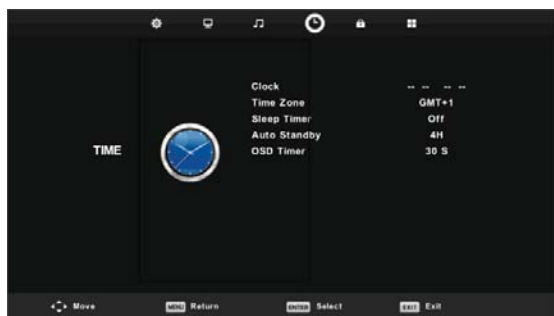 Clock -- -- -- --
Time Zone GMT+1
Sleep Timer Off
Auto Standby 4H
TIME
OSD Timer 30 S
Move MENU Return ENTER Select EXIT Exit